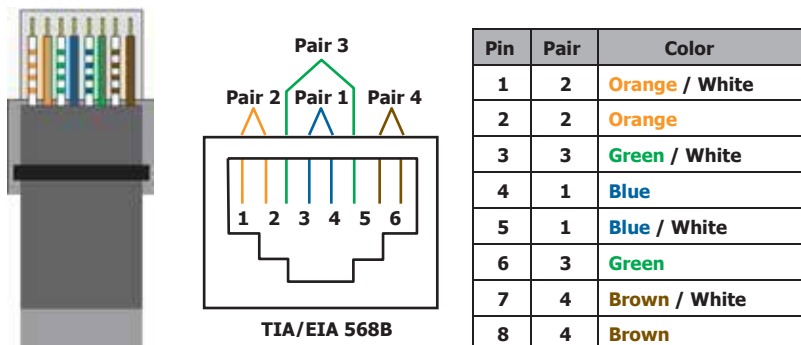 Pair 3
Pair 2 Pair 1 Pair 4
1 2 3 4 5 6
TIA/EIA 568B
Pin Pair Color
1 2 Orange / White
2 2 Orange
3 3 Green / White
4 1 Blue
5 1 Blue / White
6 3 Green
7 4 Brown / White
8 4 Brown